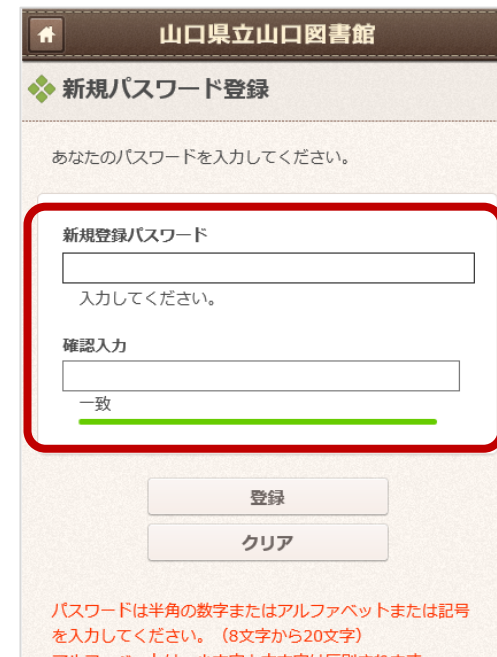 山口県立山口図書館
新規パスワード登録
あなたのパスワードを入力してください。
新規登録パスワード
入力してください。
確認入力
一致
登録
クリア
パスワードは半角の数字またはアルファベットまたは記号
を入力してください。（8文字から20文字）